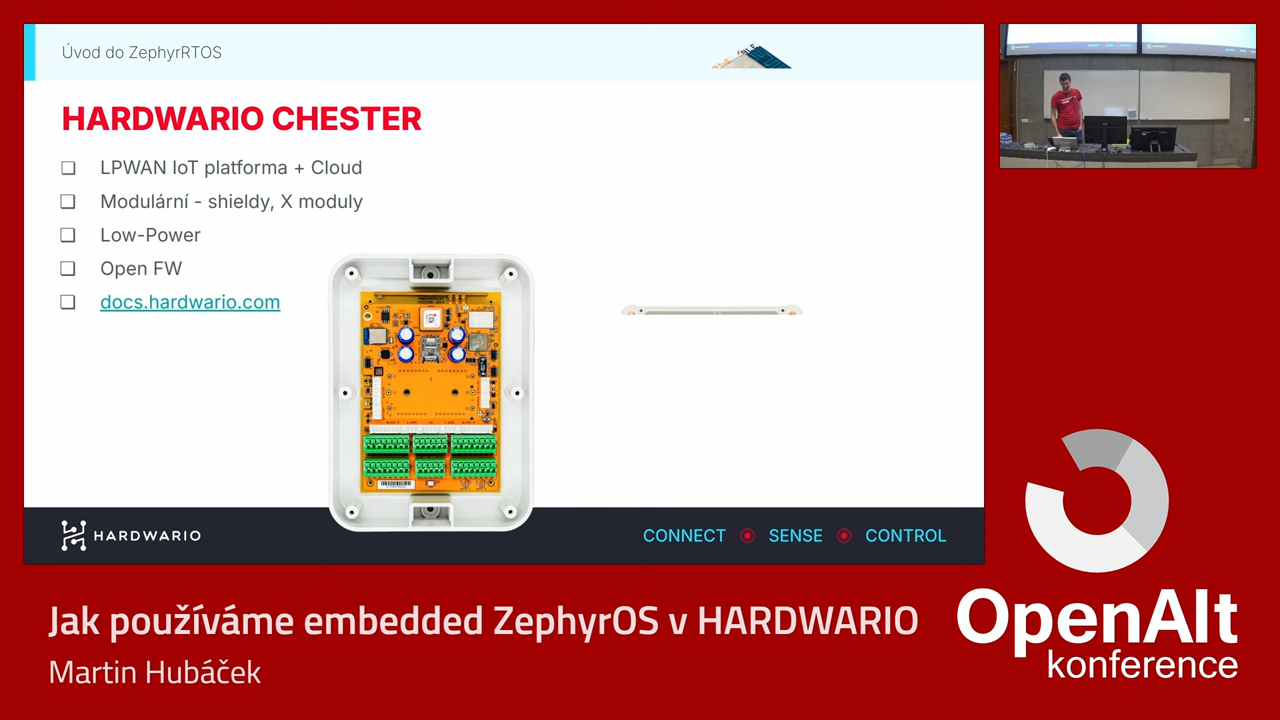 Úvod do ZephyrRTOS
HARDWARIO CHESTER
❏ LPWAN IoT platforma + Cloud
❏ Modulární - shieldy, X moduly
❏ Low-Power
❏ Open FW
❏ docs.hardwario.com
HARDWARIO
CONNECT SENSE CONTROL
Jak používáme embedded ZephyrOS v HARDWARIO
Martin Hubáček
OpenAlt
konference